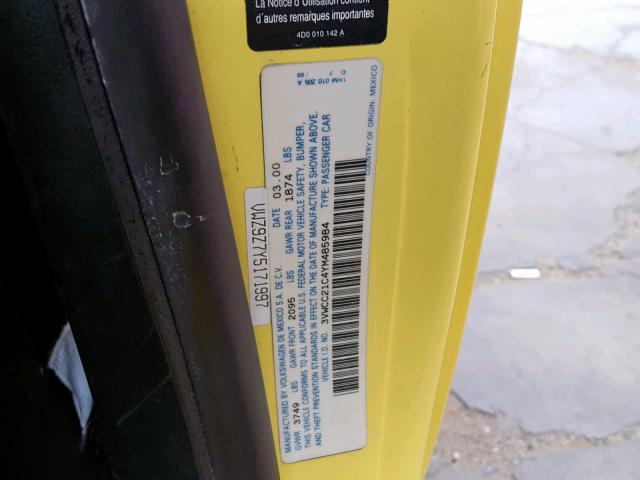 La Notice d'Utilisation contient
d'autres remarques importantes
4D0 010 142 A
MANUFACTURED BY VOLKSWAGEN DE MEXICO S.A. DE C.V. DATE 03.00
GVWR 3749 LBS GAWR FRONT 2095 LBS GAWR REAR 1874 LBS
THIS VEHICLE CONFORMS TO ALL APPLICABLE U.S. FEDERAL MOTOR VEHICLE SAFETY, BUMPER,
THEFT PREVENTION STANDARDS IN EFFECT ON THE DATE OF MANUFACTURE SHOWN ABOVE.
VEHICLE I.D. NO.: 3VWCC21C4YM485984 TYPE: PASSENGER CAR
COUNTRY OF ORIGIN: MEXICO
1HM 010 205 A
C: 7 /00
VWZ9Z7Y5171997